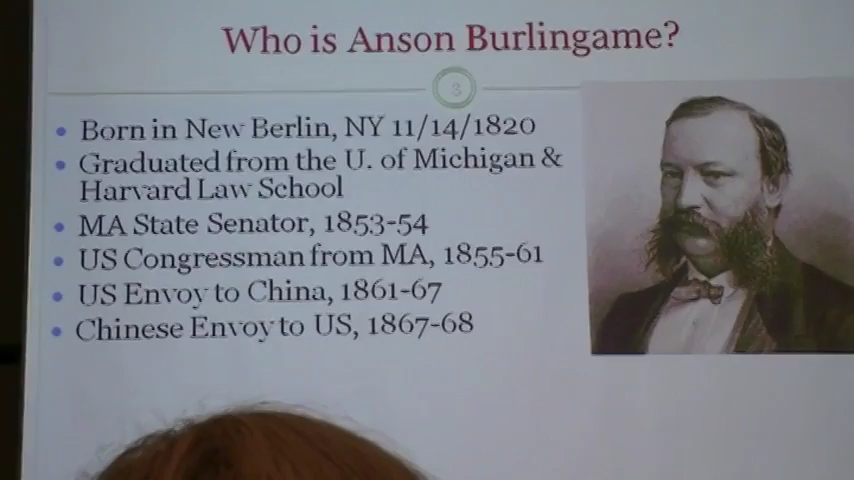 Who is Anson Burlingame?
3
• Born in New Berlin, NY 11/14/1820
• Graduated from the U. of Michigan &
Harvard Law School
• MA State Senator, 1853-54
• US Congressman from MA, 1855-61
• US Envoy to China, 1861-67
• Chinese Envoy to US, 1867-68